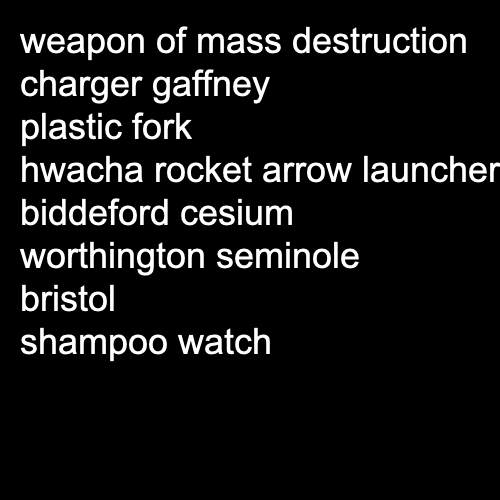 weapon of mass destruction
charger gaffney
plastic fork
hwacha rocket arrow launcher
biddeford cesium
worthington seminole
bristol
shampoo watch